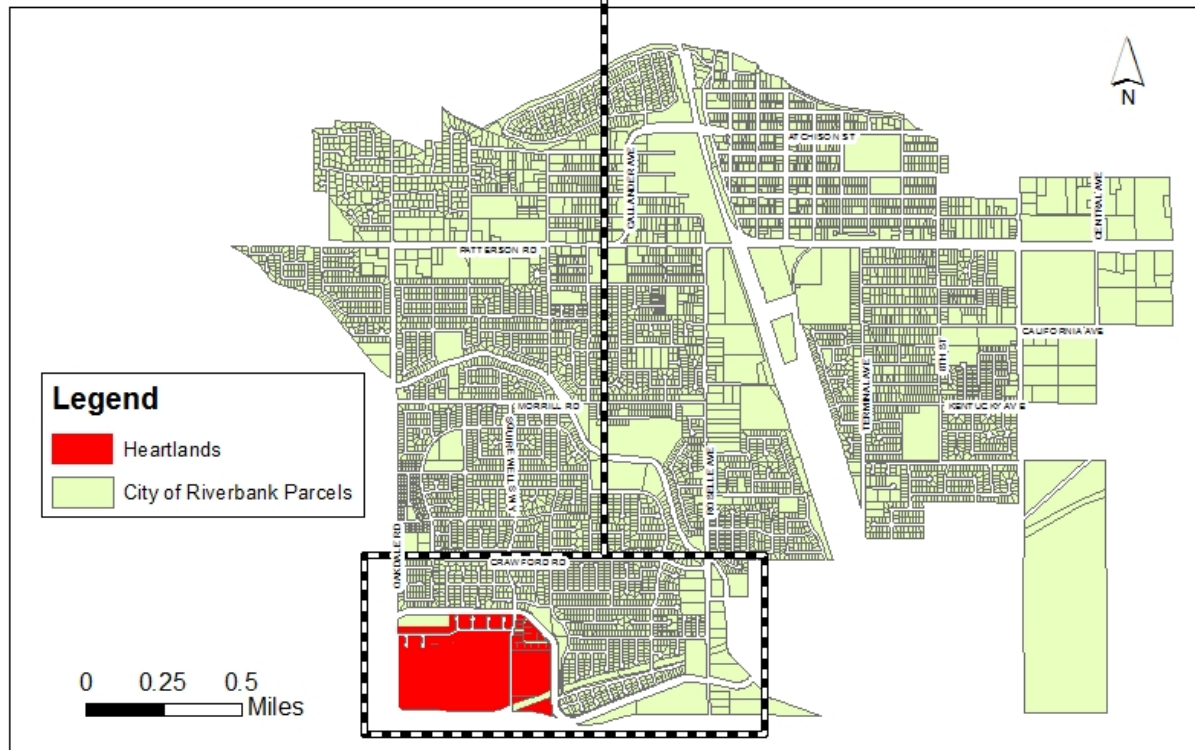 N
ATCHISON ST
GALLANDER AVE
CENTRAL AVE
PATTERSON RD
CALIFORNIA AVE
8TH ST
TERMINAL AVE
KENTUCKY AVE
Legend
Heartlands
City of Riverbank Parcels
MORRILL RD
SQUIRE WELLS WY
ROSELLE AVE
OAKDALE RD
CRAWFORD RD
0 0.25 0.5
Miles